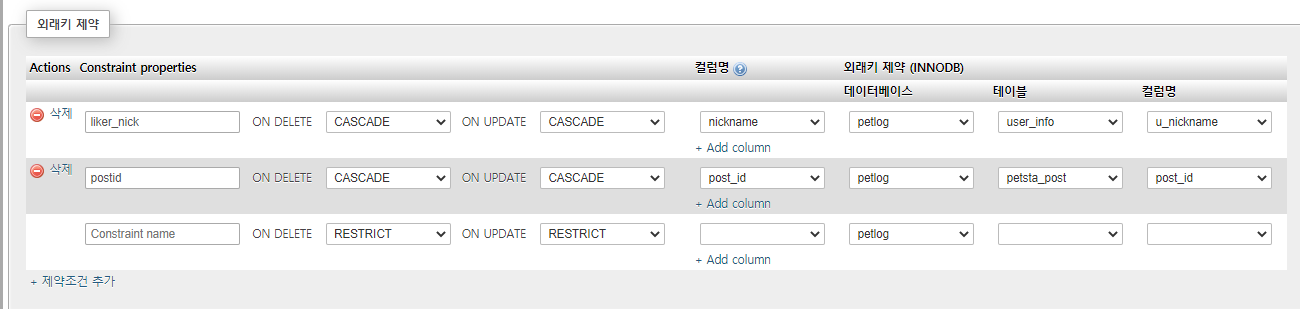 외래키 제약
Actions Constraint properties 컬럼명 외래키 제약 (INNODB)
데이터베이스 테이블 컬럼명
삭제 liker_nick ON DELETE CASCADE ON UPDATE CASCADE nickname petlog user_info u_nickname
+ Add column
삭제 postid ON DELETE CASCADE ON UPDATE CASCADE post_id petlog petsta_post post_id
+ Add column
Constraint name ON DELETE RESTRICT ON UPDATE RESTRICT petlog
+ Add column
+ 제약조건 추가